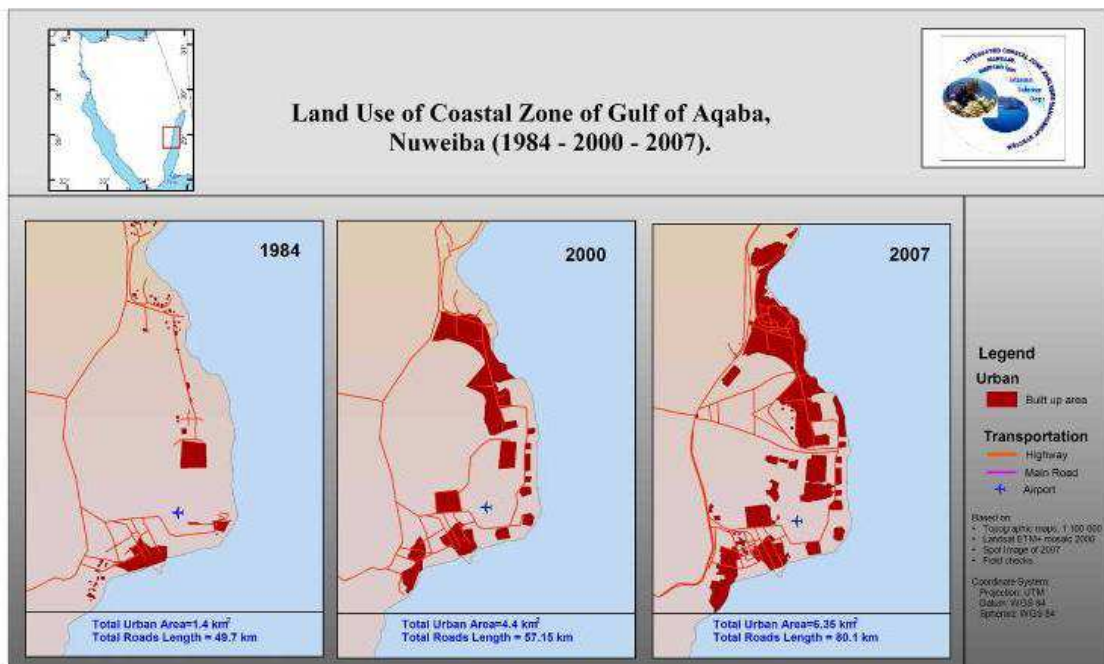 Land Use of Coastal Zone of Gulf of Aqaba,
Nuweiba (1984 - 2000 - 2007).
1984
2000
2007
Total Urban Area=1.4 km²
Total Roads Length = 49.7 km
Total Urban Area=4.4 km²
Total Roads Length = 57.15 km
Total Urban Area=6.35 km²
Total Roads Length = 80.1 km
Legend
Urban
Built up area
Transportation
Highway
Main Road
Airport
Based on:
• Topographic maps, 1:100 000
• Landsat ETM+ mosaic 2000
• Spot Image of 2007
• Field checks
Coordinate System:
Projection: UTM
Datum: WGS 84
WGS 84